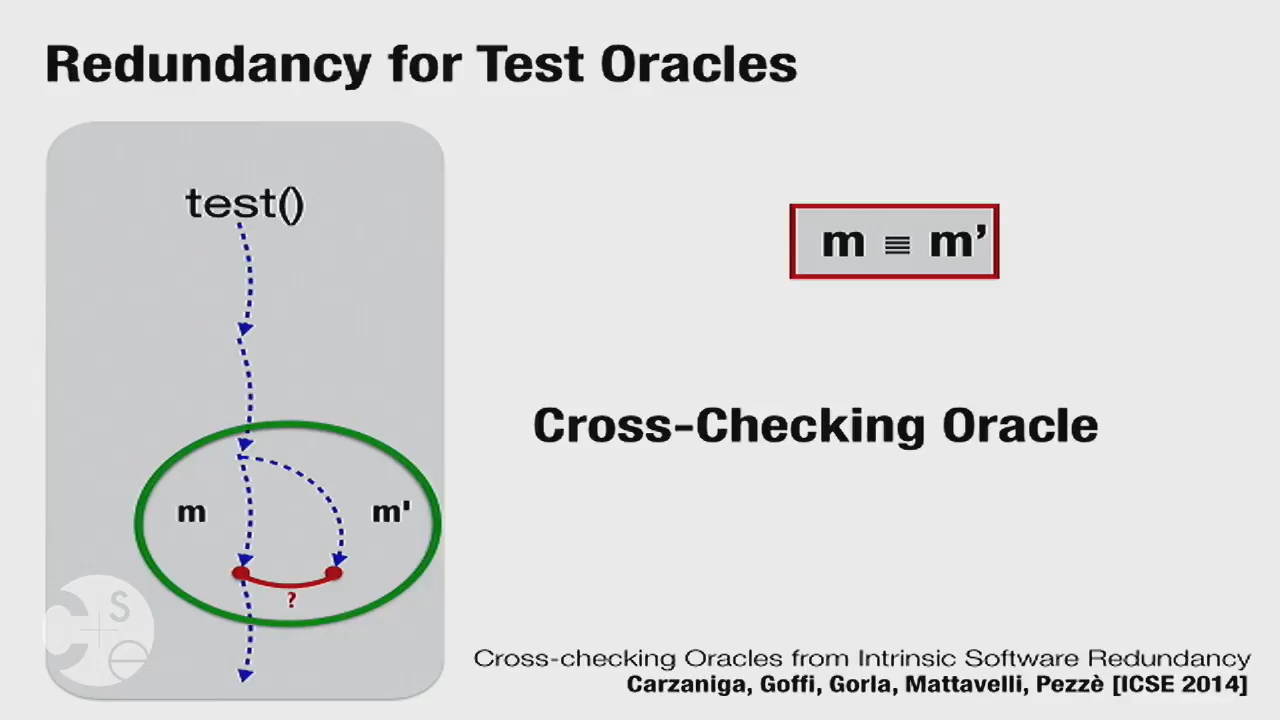 Redundancy for Test Oracles
test()
m ≡ m’
Cross-Checking Oracle
m
m'
?
C S e
Cross-checking Oracles from Intrinsic Software Redundancy
Carzaniga, Goffi, Gorla, Mattavelli, Pezzè [ICSE 2014]